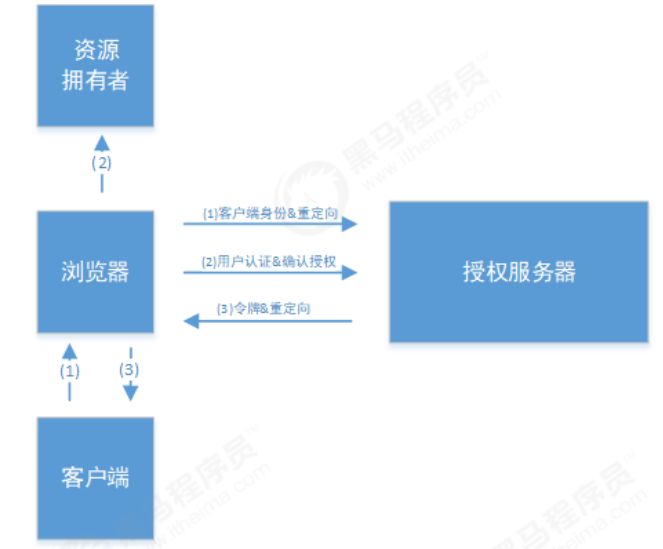 资源
拥有者
(2)
黑马程序员
www.itheima.com
(1)客户端身份&重定向
浏览器
(2)用户认证&确认授权
授权服务器
(3)令牌&重定向
(1)
(3)
客户端
黑马程序员
www.itheima.com
黑马程序员
www.itheima.com